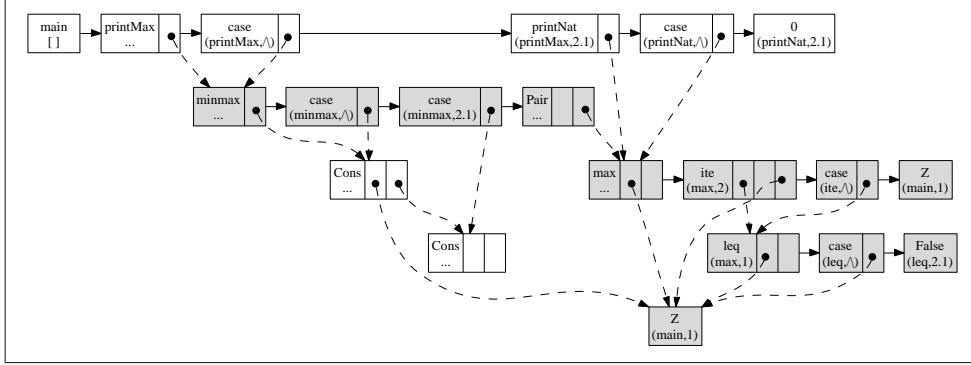 main
[ ]
printMax
...
case
(printMax,/\)
printNat
(printMax,2.1)
case
(printNat,/\)
0
(printNat,2.1)
minmax
...
case
(minmax,/\)
case
(minmax,2.1)
Pair
...
Cons
...
max
...
ite
(max,2)
case
(ite,/\)
Z
(main,1)
Cons
...
leq
(max,1)
case
(leq,/\)
False
(leq,2.1)
Z
(main,1)